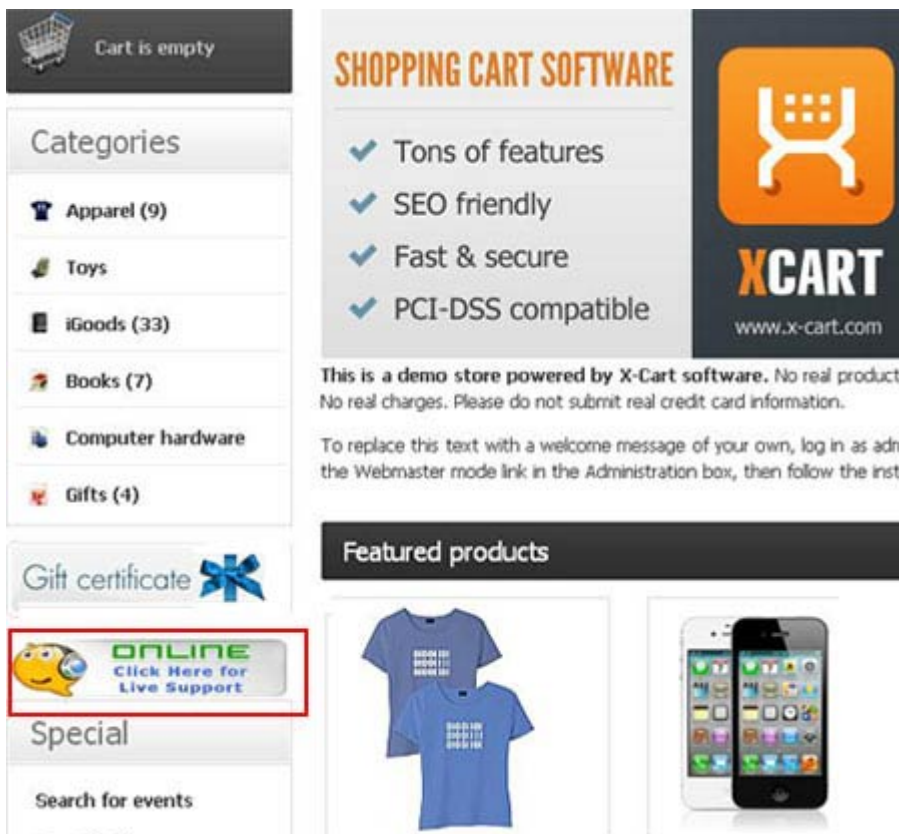 Cart is empty
Categories
Apparel (9)
Toys
iGoods (33)
Books (7)
Computer hardware
Gifts (4)
Gift certificate
ONLINE
Click Here for
Live Support
Special
Search for events
SHOPPING CART SOFTWARE
Tons of features
SEO friendly
Fast & secure
PCI-DSS compatible
XCART
www.x-cart.com
This is a demo store powered by X-Cart software. No real product
No real charges. Please do not submit real credit card information.
To replace this text with a welcome message of your own, log in as adm
the Webmaster mode link in the Administration box, then follow the inst
Featured products